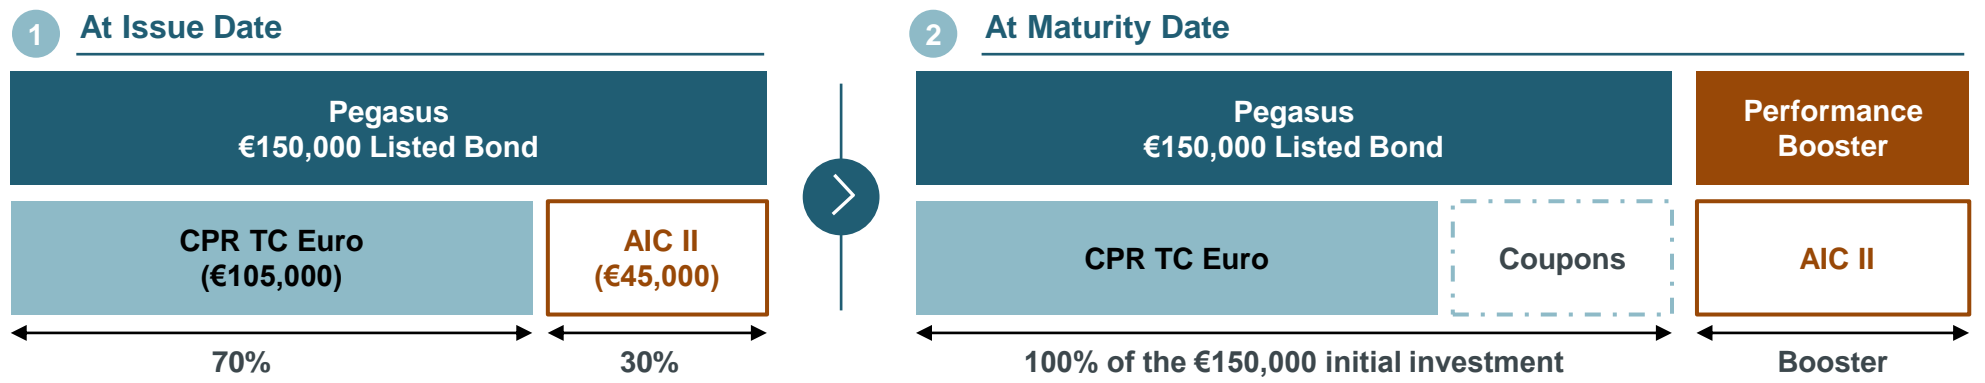 1
At Issue Date
Pegasus
€150,000 Listed Bond
CPR TC Euro
(€105,000)
AIC II
(€45,000)
70%
30%
2
At Maturity Date
Pegasus
€150,000 Listed Bond
Performance
Booster
CPR TC Euro
Coupons
AIC II
100% of the €150,000 initial investment
Booster